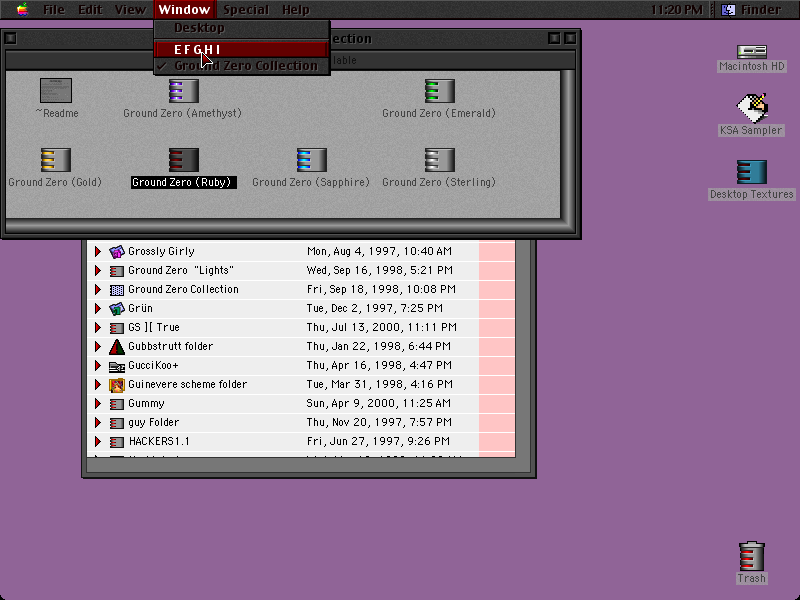 File Edit View Window Special Help 11:20 PM Finder
Desktop
E F G H I
Ground Zero Collection
ection
lable
~Readme
Ground Zero (Amethyst)
Ground Zero (Emerald)
Ground Zero (Gold)
Ground Zero (Ruby)
Ground Zero (Sapphire)
Ground Zero (Sterling)
Grossly Girly Mon, Aug 4, 1997, 10:40 AM
Ground Zero "Lights" Wed, Sep 16, 1998, 5:21 PM
Ground Zero Collection Fri, Sep 18, 1998, 10:08 PM
Grün Tue, Dec 2, 1997, 7:25 PM
GS ][ True Thu, Jul 13, 2000, 11:11 PM
Gubbstrutt folder Thu, Jan 22, 1998, 6:44 PM
GucciKoo+ Thu, Apr 16, 1998, 4:47 PM
Guinevere scheme folder Tue, Mar 31, 1998, 4:16 PM
Gummy Sun, Apr 9, 2000, 11:25 AM
guy Folder Thu, Nov 20, 1997, 7:57 PM
HACKERS1.1 Fri, Jun 27, 1997, 9:26 PM
Macintosh HD
KSA Sampler
Desktop Textures
Trash